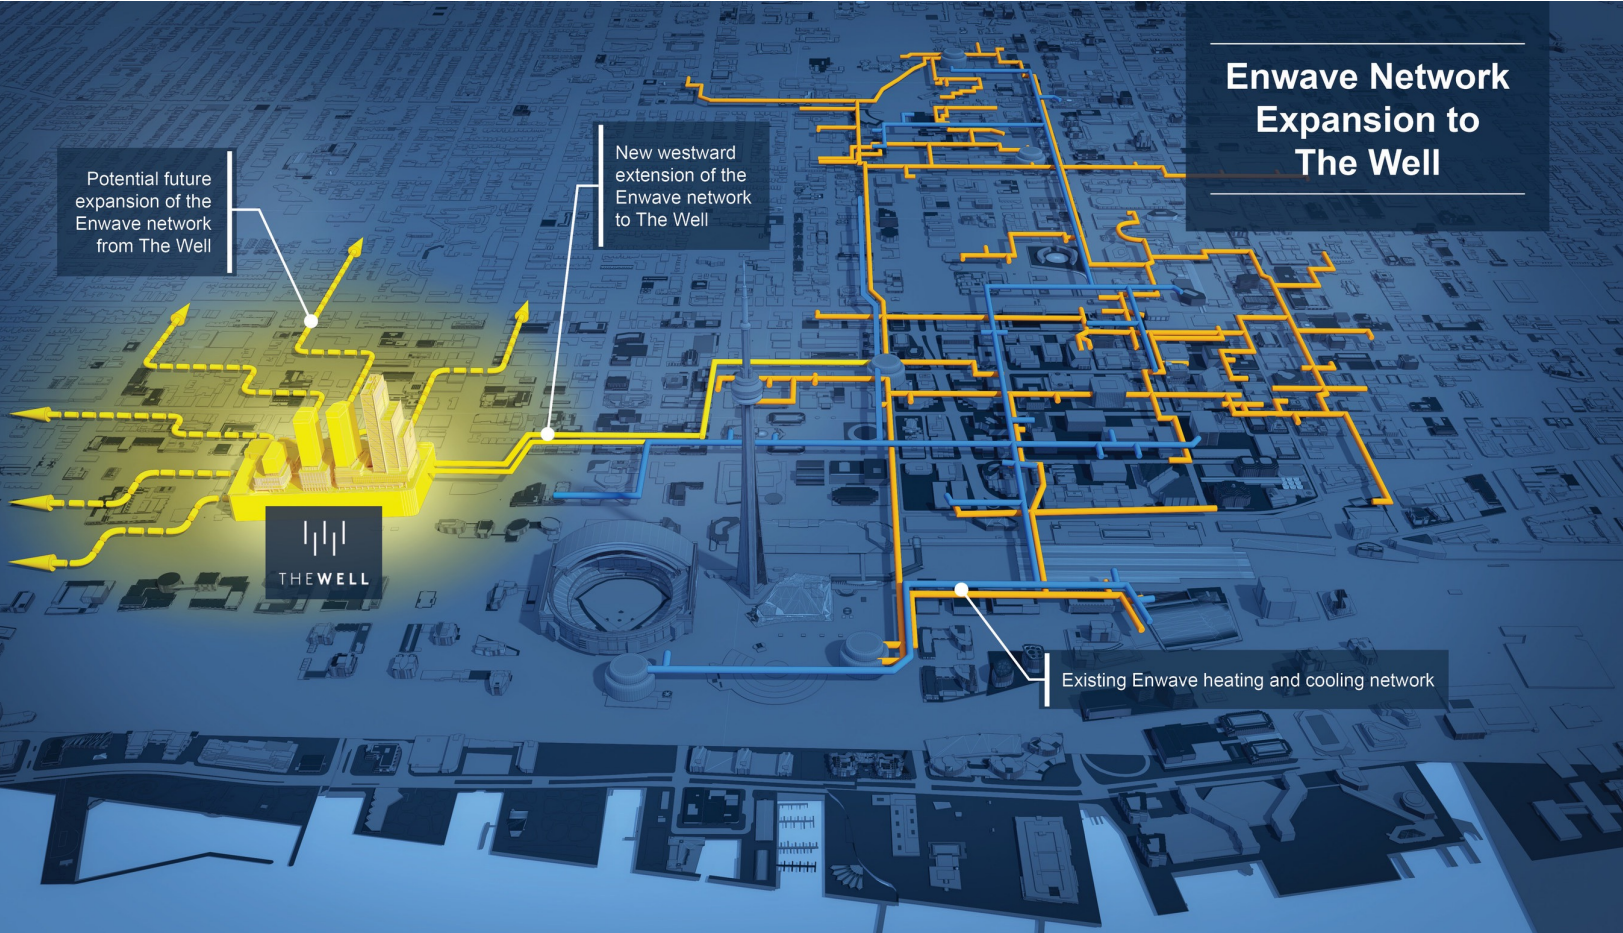 Enwave Network
Expansion to
The Well
Potential future
expansion of the
Enwave network
from The Well
New westward
extension of the
Enwave network
to The Well
THEWELL
Existing Enwave heating and cooling network